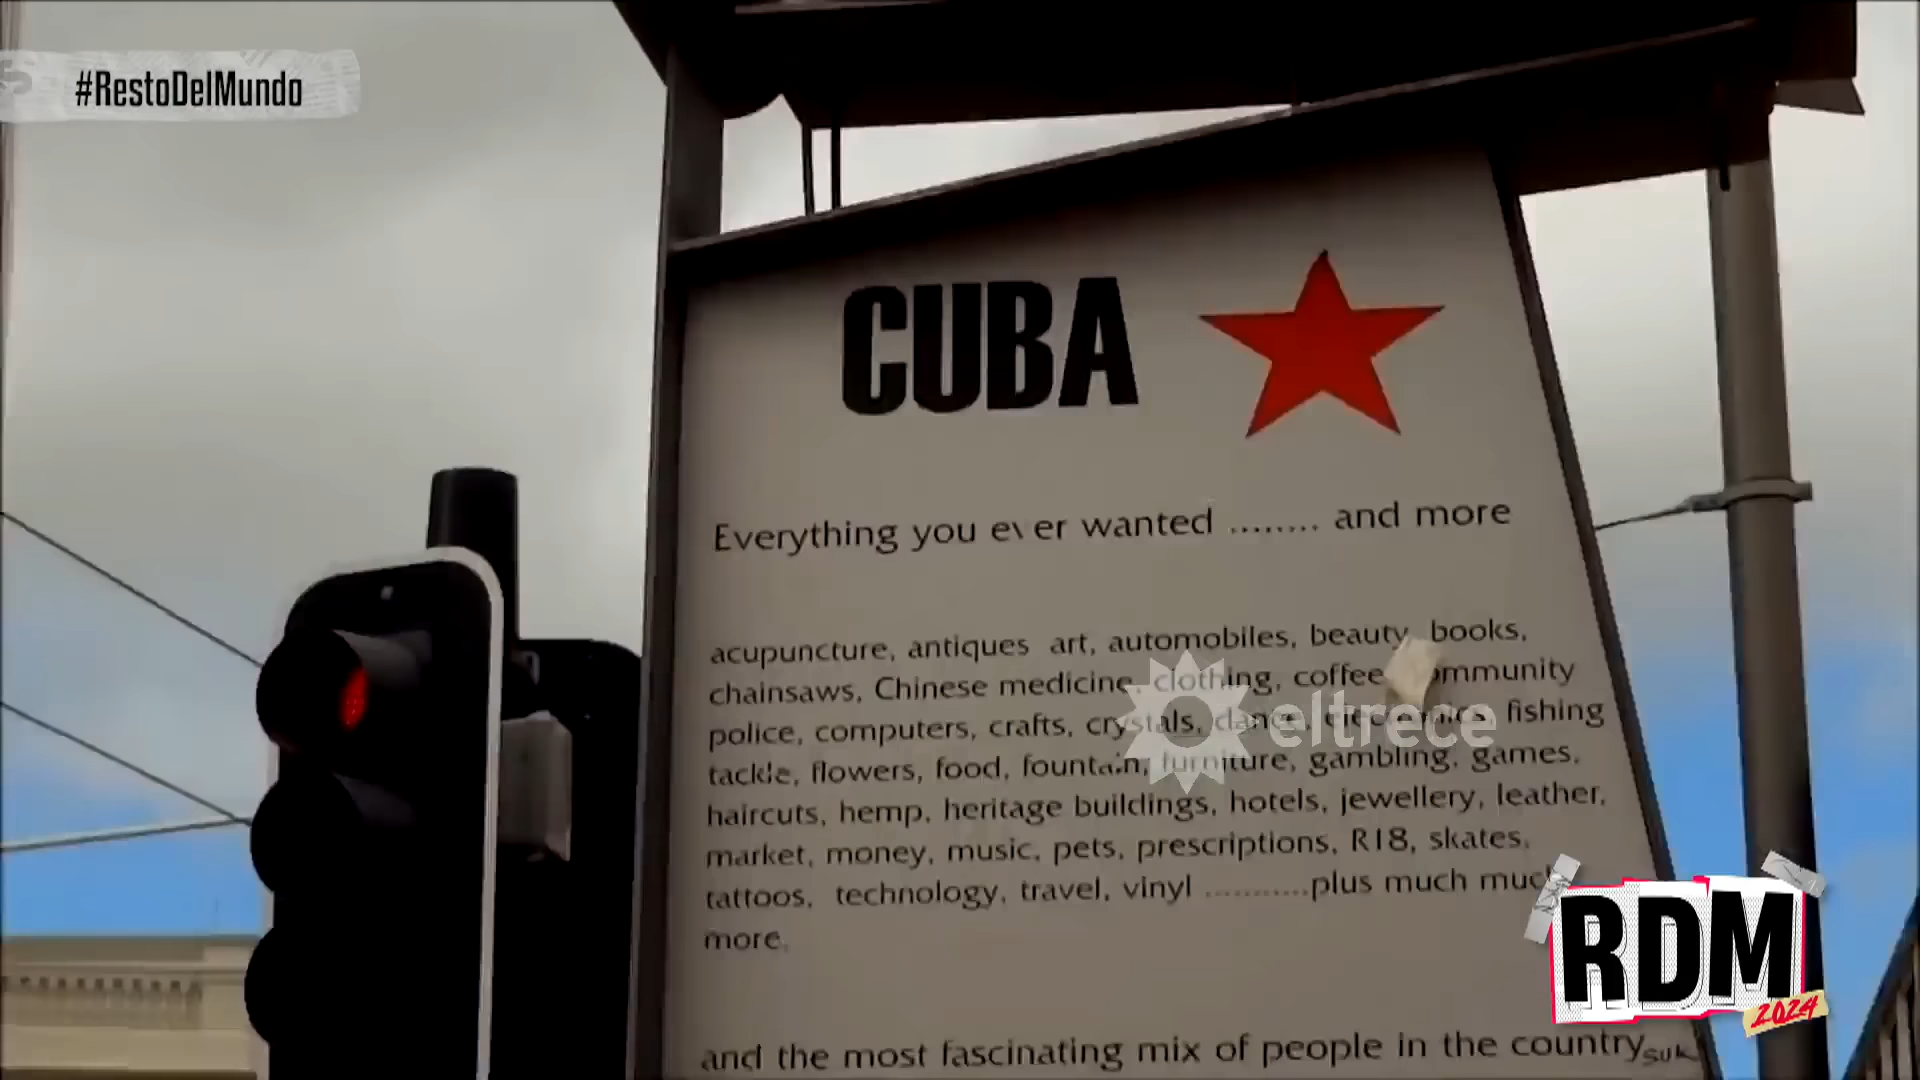 #RestoDelMundo
CUBA
Everything you ever wanted ........ and more
acupuncture, antiques art, automobiles, beauty, books,
chainsaws, Chinese medicine, clothing, coffee ommunity
police, computers, crafts, crystals, dance, electronics, fishing
tackle, flowers, food, fountain, furniture, gambling, games,
haircuts, hemp, heritage buildings, hotels, jewellery, leather,
market, money, music, pets, prescriptions, R18, skates,
tattoos, technology, travel, vinyl ...........plus much much
more.
and the most fascinating mix of people in the country
eltrece
RDM
2024